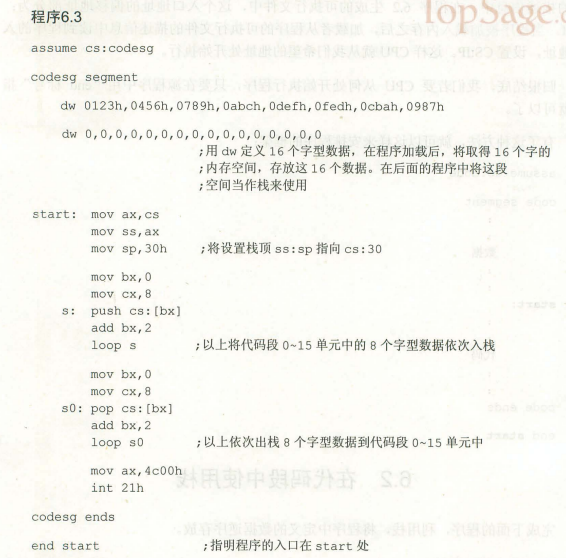 TopSage.c
程序6.3
assume cs:codesg
codesg segment
dw 0123h,0456h,0789h,0abch,0defh,0fedh,0cbah,0987h
dw 0,0,0,0,0,0,0,0,0,0,0,0,0,0,0,0
;用 dw 定义 16 个字型数据，在程序加载后，将取得 16 个字的
;内存空间，存放这 16 个数据。在后面的程序中将这段
;空间当作栈来使用
start: mov ax,cs
mov ss,ax
mov sp,30h ;将设置栈顶 ss:sp 指向 cs:30
mov bx,0
mov cx,8
s: push cs:[bx]
add bx,2
loop s ;以上将代码段 0~15 单元中的 8 个字型数据依次入栈
mov bx,0
mov cx,8
s0: pop cs:[bx]
add bx,2
loop s0 ;以上依次出栈 8 个字型数据到代码段 0~15 单元中
mov ax,4c00h
int 21h
codesg ends
end start ;指明程序的入口在 start 处